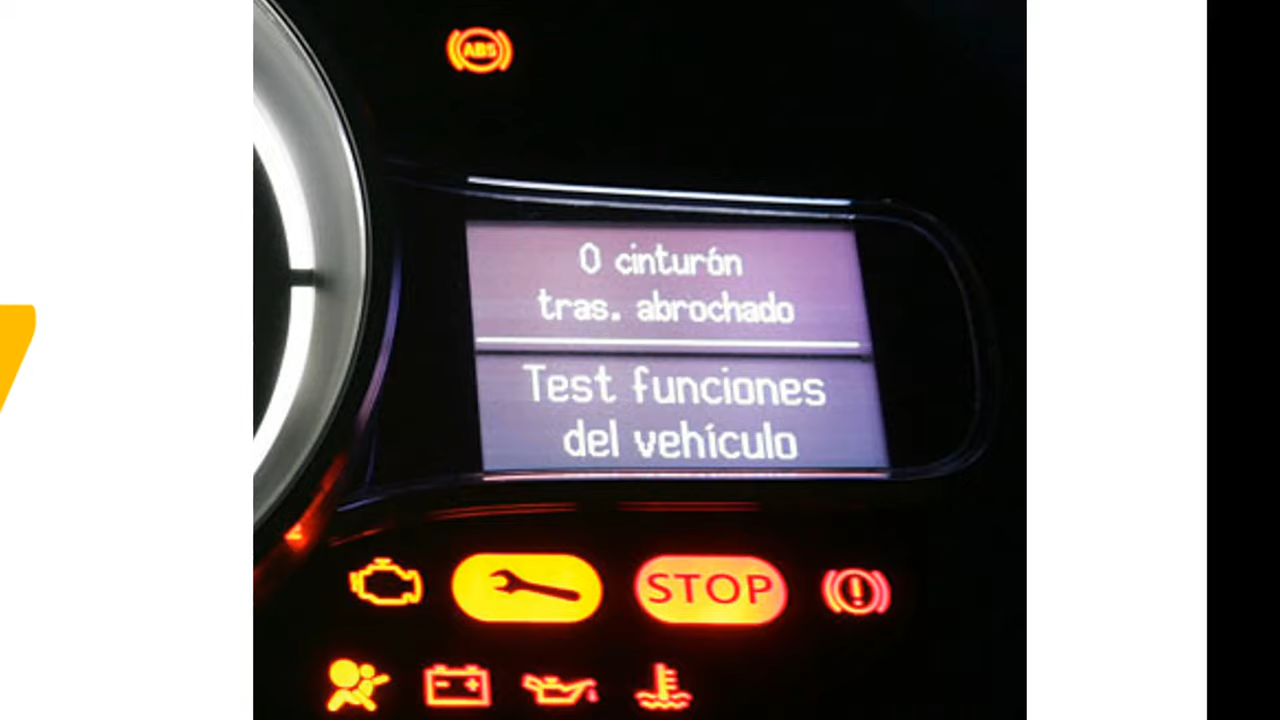 ABS
0 cinturón
tras. abrochado
Test funciones
del vehículo
STOP